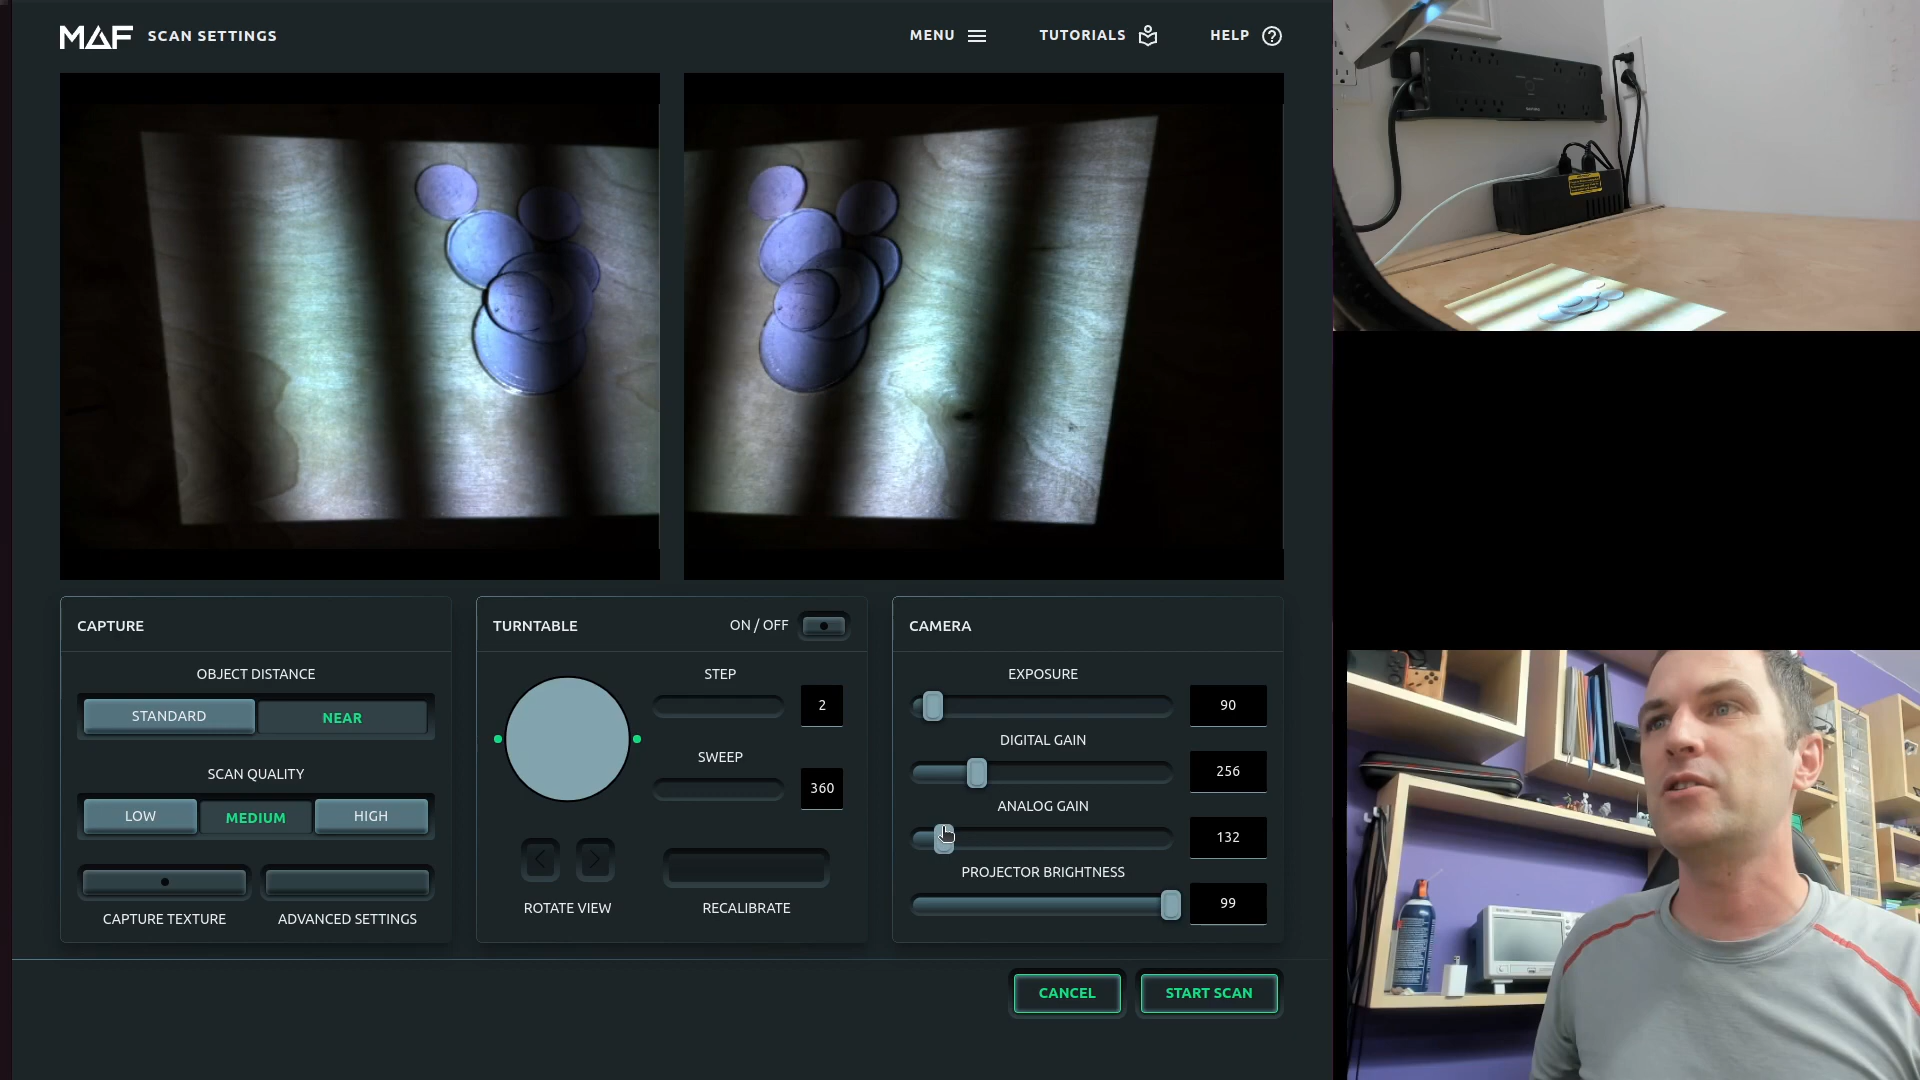 MAF SCAN SETTINGS
MENU
TUTORIALS
HELP ?
CAPTURE
OBJECT DISTANCE
STANDARD NEAR
SCAN QUALITY
LOW MEDIUM HIGH
CAPTURE TEXTURE
ADVANCED SETTINGS
TURNTABLE
ON / OFF
STEP
2
SWEEP
360
ROTATE VIEW
RECALIBRATE
CAMERA
EXPOSURE
90
DIGITAL GAIN
256
ANALOG GAIN
132
PROJECTOR BRIGHTNESS
99
CANCEL
START SCAN